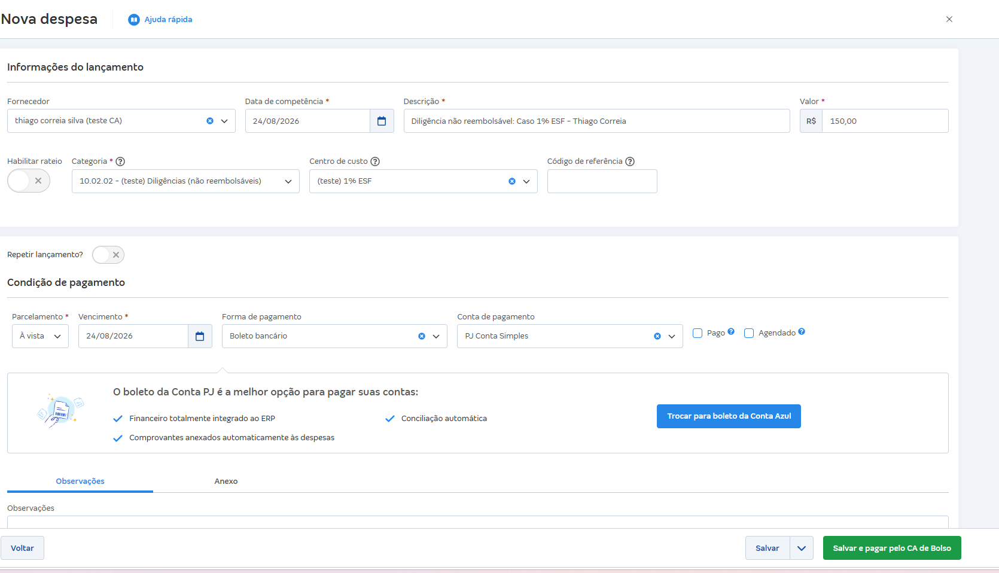 Nova despesa
Ajuda rápida
Informações do lançamento
Fornecedor
Data de competência *
Descrição *
Valor *
thiago correia silva (teste CA)
24/08/2026
Diligência não reembolsável: Caso 1% ESF - Thiago Correia
R$ 150,00
Habilitar rateio
Categoria *
Centro de custo
Código de referência
10.02.02 - (teste) Diligências (não reembolsáveis)
(teste) 1% ESF
Repetir lançamento?
Condição de pagamento
Parcelamento *
Vencimento *
Forma de pagamento
Conta de pagamento
À vista
24/08/2026
Boleto bancário
PJ Conta Simples
Pago
Agendado
O boleto da Conta PJ é a melhor opção para pagar suas contas:
Financeiro totalmente integrado ao ERP
Conciliação automática
Comprovantes anexados automaticamente às despesas
Trocar para boleto da Conta Azul
Observações
Anexo
Observações
Voltar
Salvar
Salvar e pagar pelo CA de Bolso